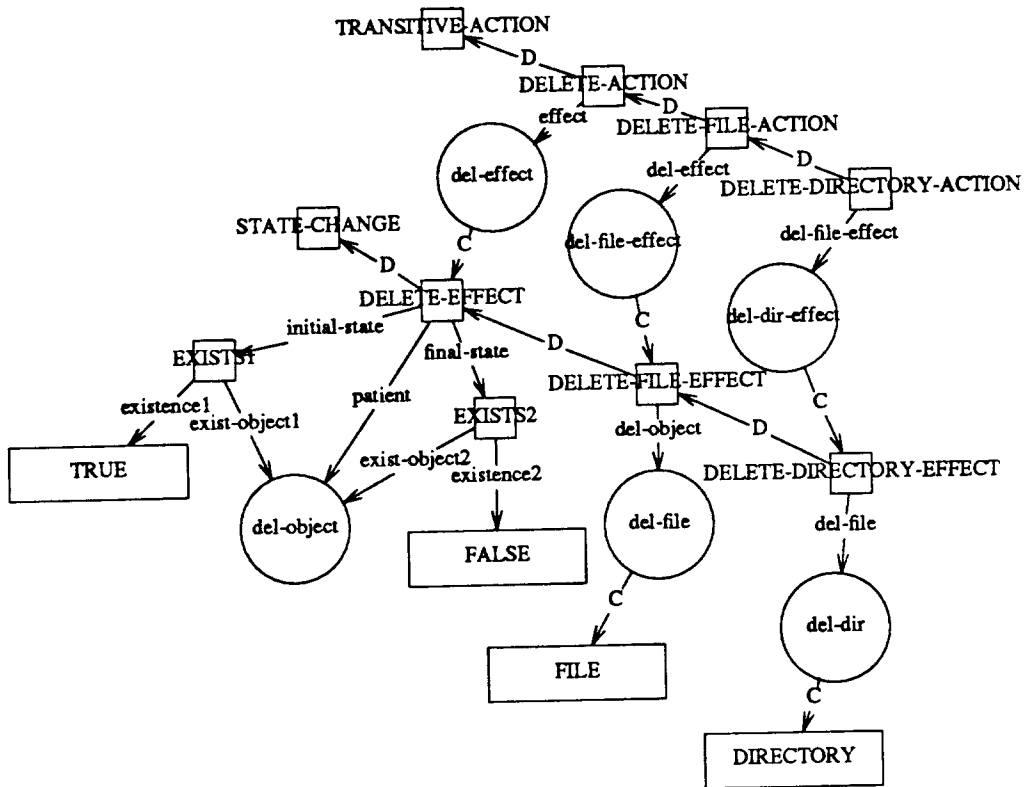 TRANSITIVE-ACTION
D
DELETE-ACTION
effect
D
DELETE-FILE-ACTION
del-effect
del-effect
D
DELETE-DIRECTORY-ACTION
STATE-CHANGE
C
del-file-effect
del-file-effect
D
DELETE-EFFECT
initial-state
C
del-dir-effect
final-state
D
EXISTS1
DELETE-FILE-EFFECT
existence1
patient
C
exist-object1
EXISTS2
del-object
D
exist-object2
TRUE
existence2
DELETE-DIRECTORY-EFFECT
del-object
del-file
del-file
FALSE
C
del-dir
FILE
C
DIRECTORY